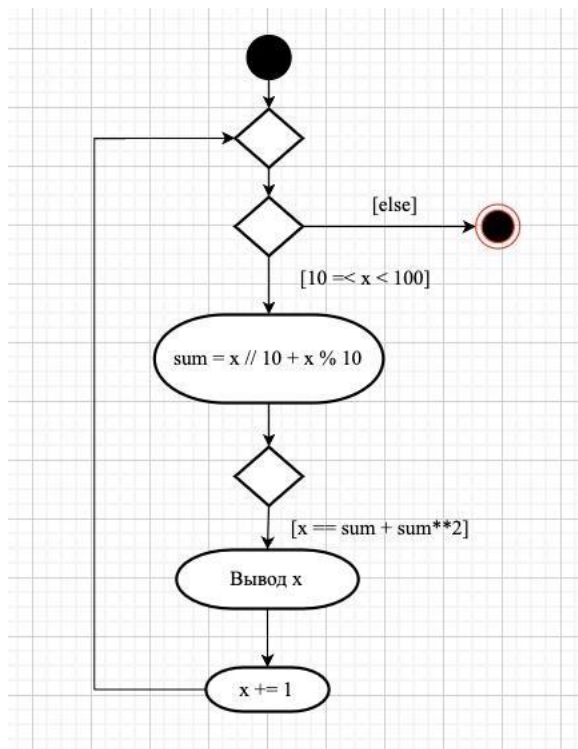 [else]
[10 =< x < 100]
sum = x // 10 + x % 10
[x == sum + sum**2]
Вывод x
x += 1